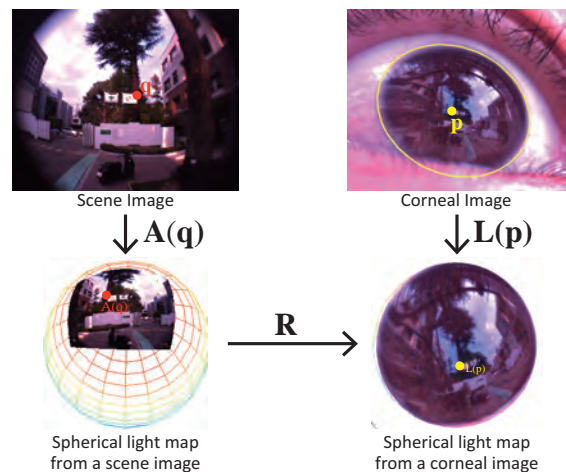 q
p
Scene Image
Corneal Image
A(q)
L(p)
A(q)
R
L(p)
Spherical light map
from a scene image
Spherical light map
from a corneal image